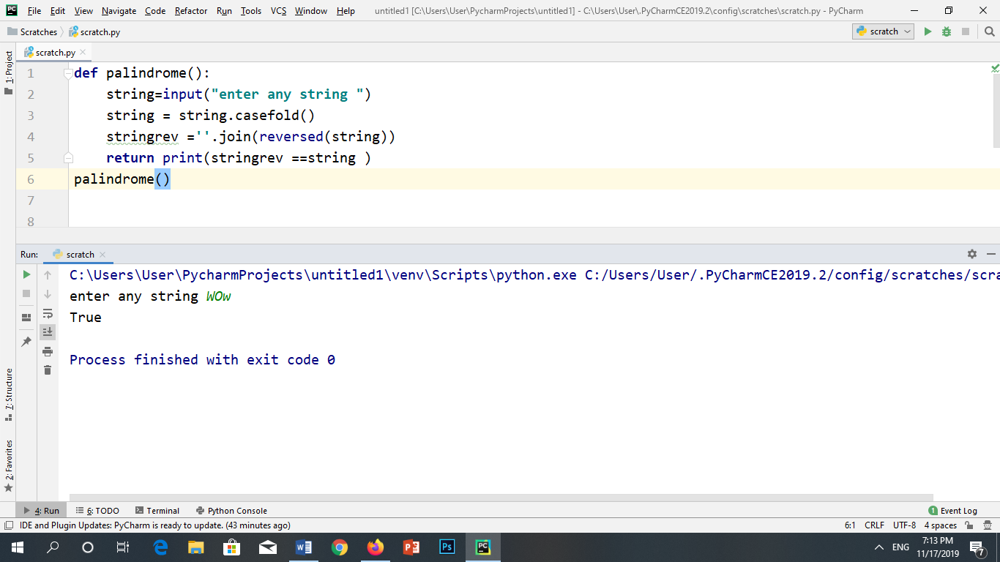 PC File Edit View Navigate Code Refactor Run Tools VCS Window Help untitled1 [C:\Users\User\PycharmProjects\untitled1] - C:\Users\User\.PyCharmCE2019.2\config\scratches\scratch.py - PyCharm
Scratches scratch.py scratch
1: Project
scratch.py
1 def palindrome():
2 string=input("enter any string ")
3 string = string.casefold()
4 stringrev =''.join(reversed(string))
5 return print(stringrev ==string )
6 palindrome()
7
8
Run: scratch
C:\Users\User\PycharmProjects\untitled1\venv\Scripts\python.exe C:/Users/User/.PyCharmCE2019.2/config/scratches/scra
enter any string WOw
True
Process finished with exit code 0
7: Structure
2: Favorites
4: Run 6: TODO Terminal Python Console 1 Event Log
IDE and Plugin Updates: PyCharm is ready to update. (43 minutes ago) 6:1 CRLF UTF-8 4 spaces
Ps PC ENG 7:13 PM
11/17/2019 7